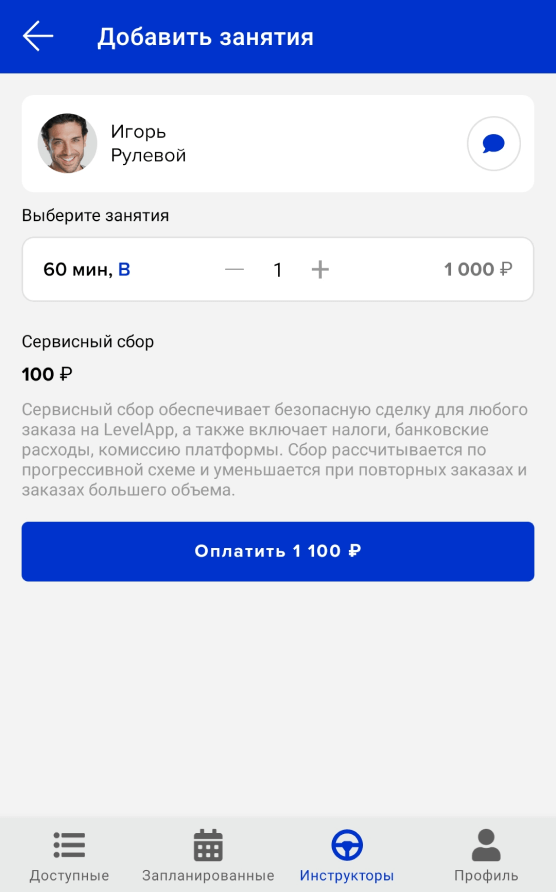 Добавить занятия
Игорь
Рулевой
Выберите занятия
60 мин, B — 1 + 1 000 ₽
Сервисный сбор
100 ₽
Сервисный сбор обеспечивает безопасную сделку для любого
заказа на LevelApp, а также включает налоги, банковские
расходы, комиссию платформы. Сбор рассчитывается по
прогрессивной схеме и уменьшается при повторных заказах и
заказах большего объема.
Оплатить 1 100 ₽
Доступные Запланированные Инструкторы Профиль